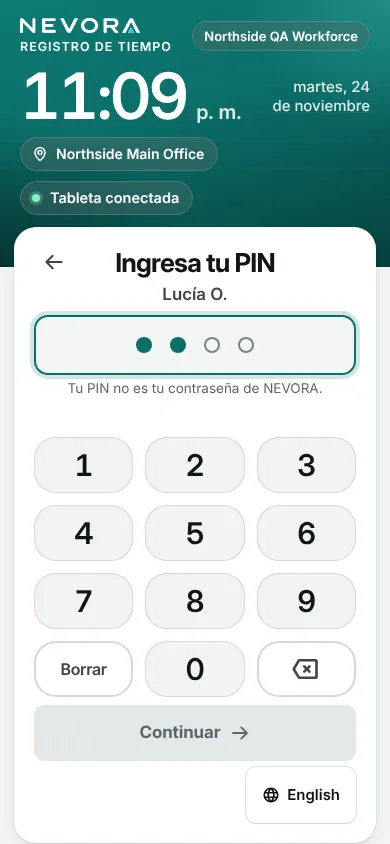 NEVORA
REGISTRO DE TIEMPO
Northside QA Workforce
11:09 p. m.
martes, 24
de noviembre
Northside Main Office
Tableta conectada
Ingresa tu PIN
Lucía O.
Tu PIN no es tu contraseña de NEVORA.
1 2 3
4 5 6
7 8 9
Borrar 0
Continuar
English